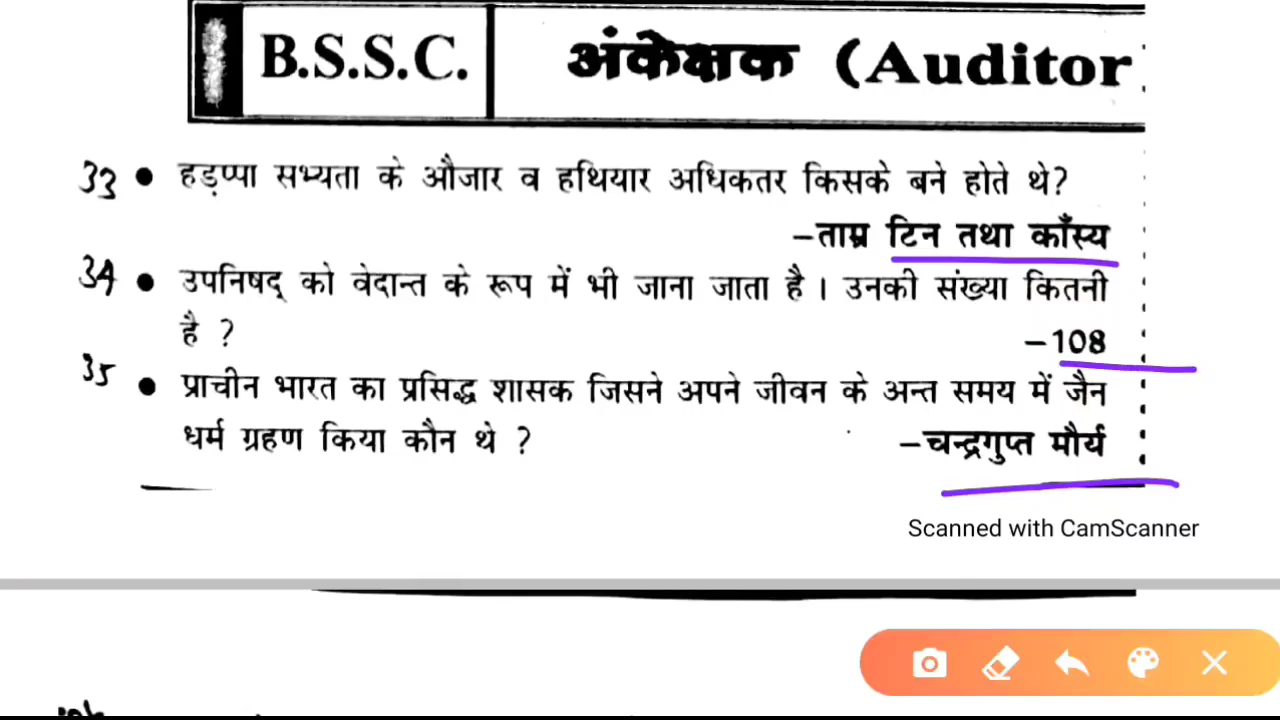 B.S.S.C. अंकेक्षक (Auditor
33 • हड़प्पा सभ्यता के औजार व हथियार अधिकतर किसके बने होते थे?
–ताम्र टिन तथा काँस्य
34 • उपनिषद् को वेदान्त के रूप में भी जाना जाता है । उनकी संख्या कितनी
है ? –108
35 • प्राचीन भारत का प्रसिद्ध शासक जिसने अपने जीवन के अन्त समय में जैन
धर्म ग्रहण किया कौन थे ? –चन्द्रगुप्त मौर्य
Scanned with CamScanner